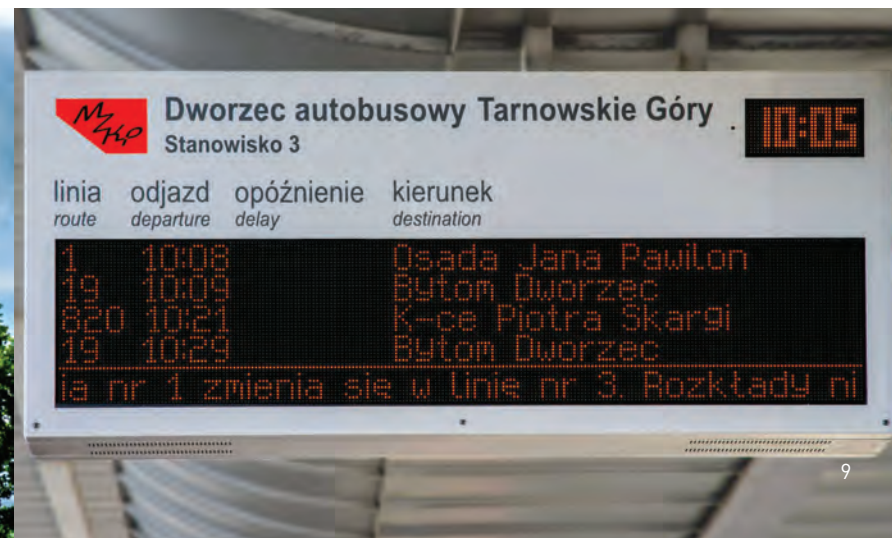 MZKP
Dworzec autobusowy Tarnowskie Góry
Stanowisko 3
10:05
linia odjazd opóźnienie kierunek
route departure delay destination
1 10:08 Osada Jana Pawilon
19 10:09 Bytom Dworzec
820 10:21 K-ce Piotra Skargi
19 10:29 Bytom Dworzec
ia nr 1 zmienia się w linię nr 3. Rozkłady ni
9